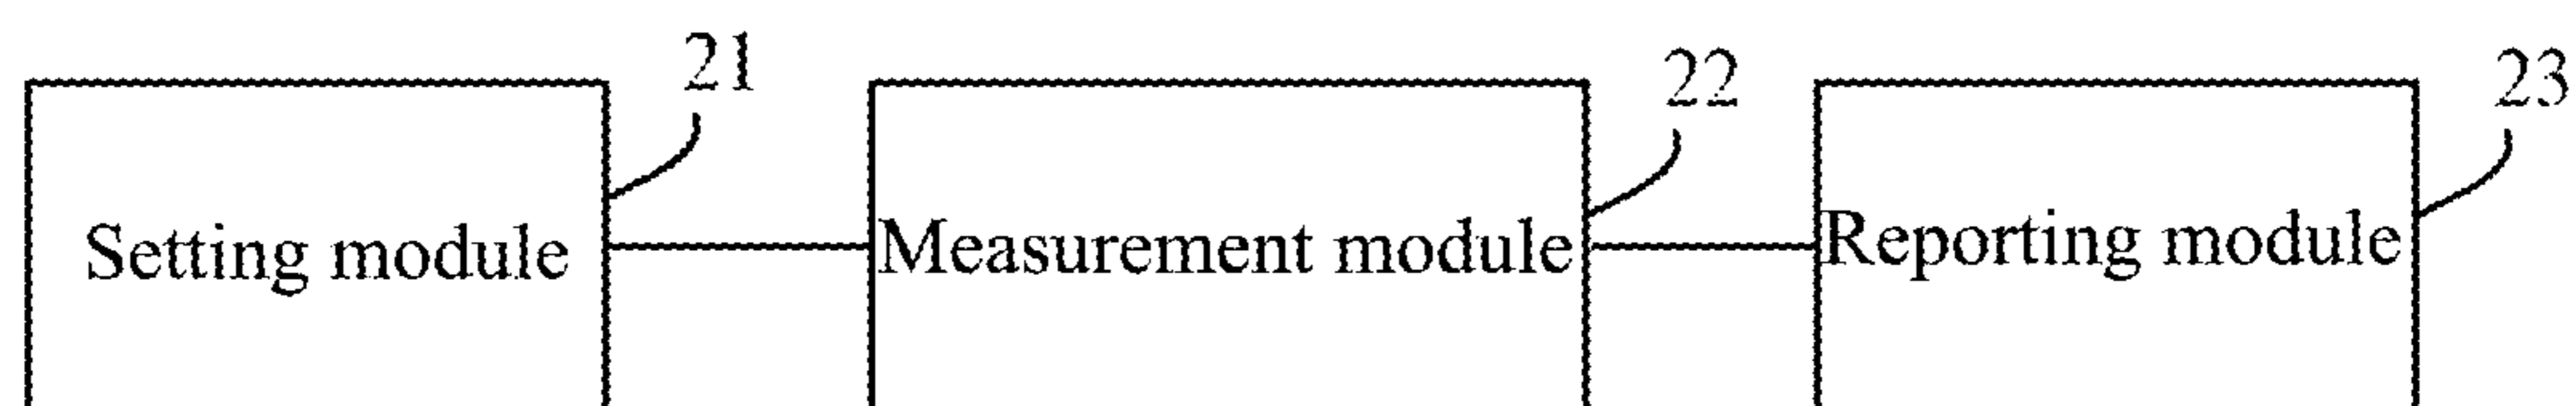 21
22
23
Setting module
Measurement module
Reporting module